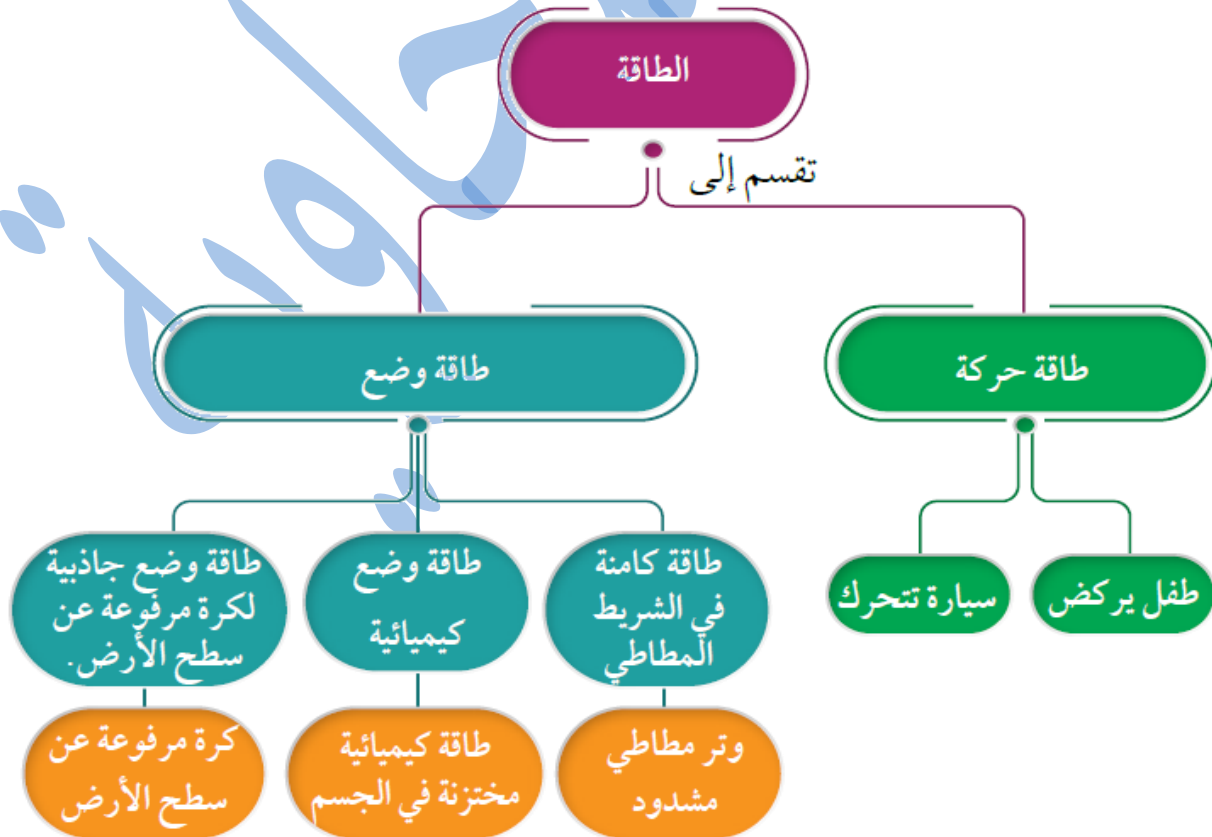 الطاقة
تقسم إلى
طاقة حركة
طاقة وضع
طفل يركض
سيارة تتحرك
طاقة كامنة
في الشريط
المطاطي
طاقة وضع
كيميائية
طاقة وضع جاذبية
لكرة مرفوعة عن
سطح الأرض.
وتر مطاطي
مشدود
طاقة كيميائية
مختزنة في الجسم
كرة مرفوعة عن
سطح الأرض